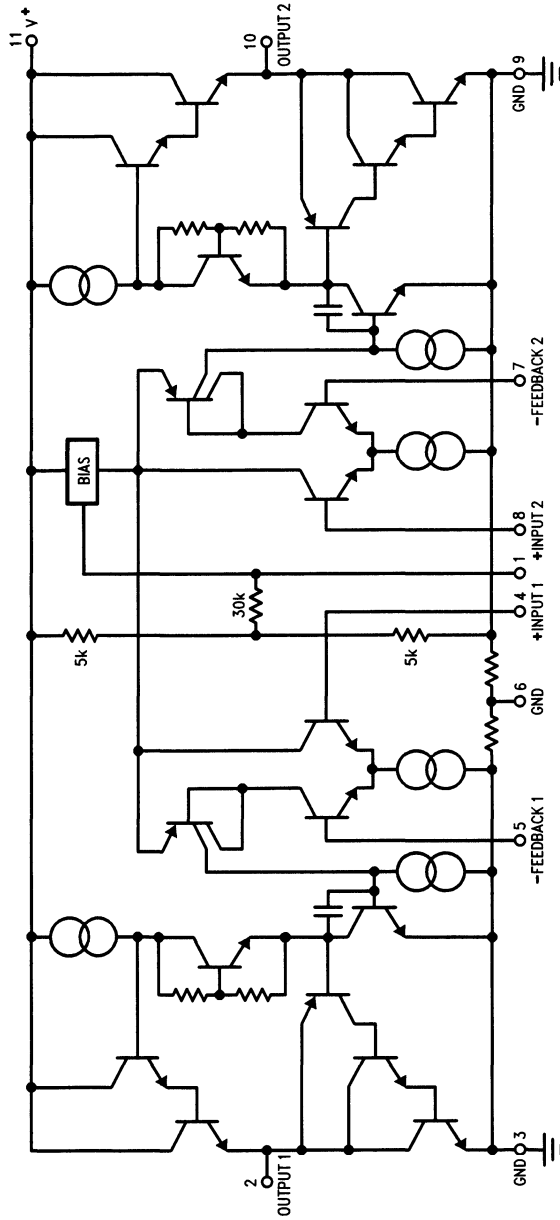 11 V+
10 OUTPUT 2
BIAS
5k
30k
5k
2 OUTPUT 1
GND 3
-FEEDBACK 1 5
6 GND
4 +INPUT 1
1
8 +INPUT 2
7 -FEEDBACK 2
GND 9